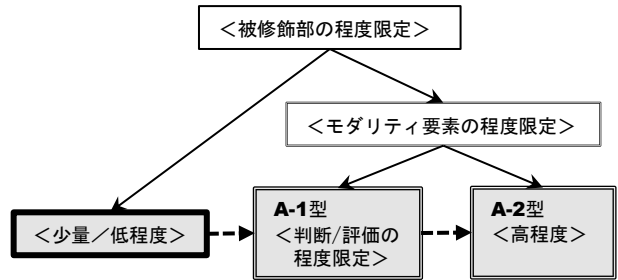 ＜被修飾部の程度限定＞
＜モダリティ要素の程度限定＞
＜少量／低程度＞
A-1型
＜判断/評価の
程度限定＞
A-2型
＜高程度＞